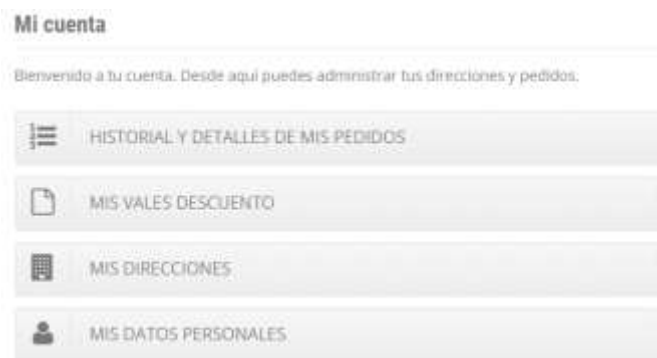 Mi cuenta
Bienvenido a tu cuenta. Desde aquí puedes administrar tus direcciones y pedidos.
HISTORIAL Y DETALLES DE MIS PEDIDOS
MIS VALES DESCUENTO
MIS DIRECCIONES
MIS DATOS PERSONALES